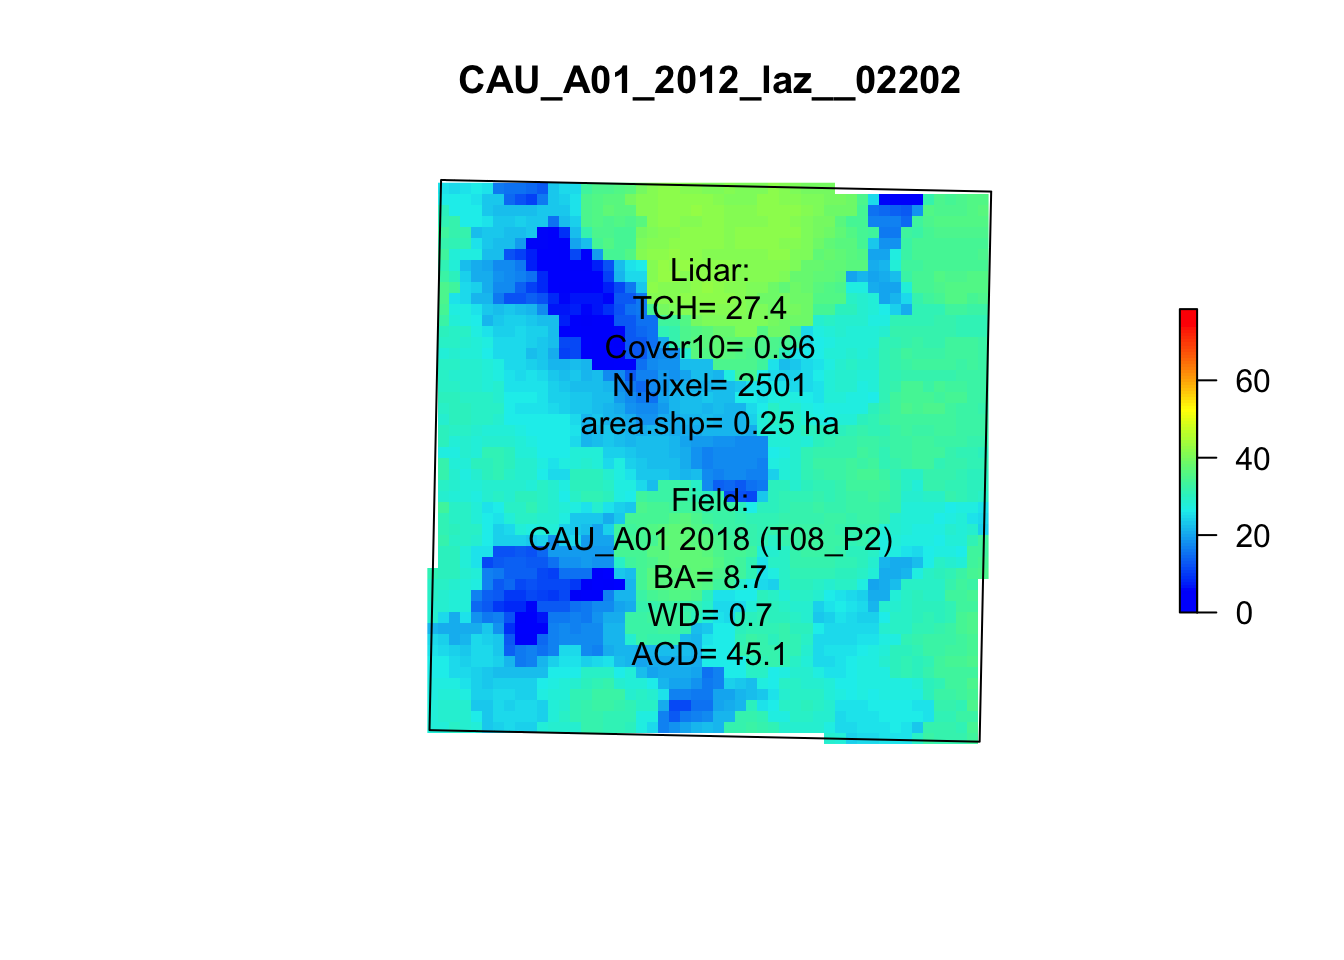 CAU_A01_2012_laz__02202
Lidar:
TCH= 27.4
Cover10= 0.96
N.pixel= 2501
area.shp= 0.25 ha
Field:
CAU_A01 2018 (T08_P2)
BA= 8.7
WD= 0.7
ACD= 45.1
60
40
20
0